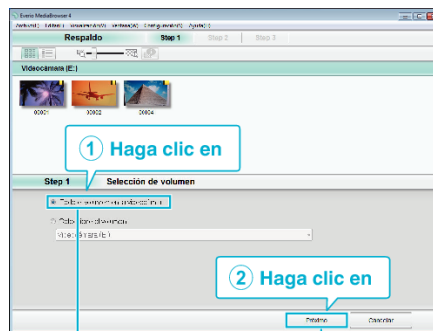 Everio MediaBrowser 4
Respaldo Step 1 Step 2 Step 3
Videocámara (E:)
00001 00002 00004
1 Haga clic en
Step 1 Selección de volumen
2 Haga clic en
Próximo Cancelar